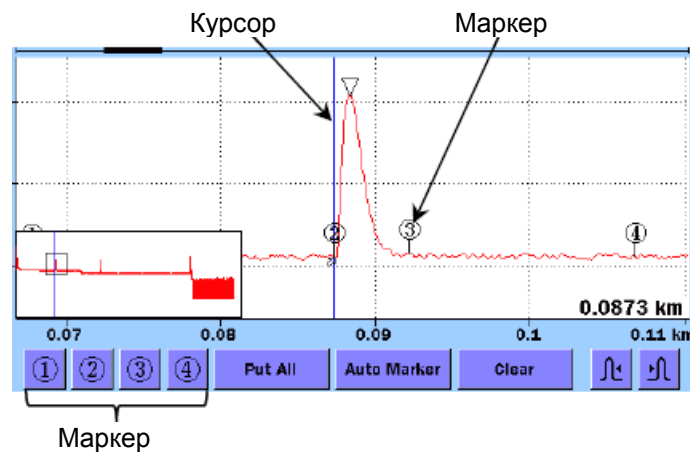 Курсор Маркер
② ③ ④
0.0873 km
0.07 0.08 0.09 0.1 0.11 km
① ② ③ ④ Put All Auto Marker Clear
Маркер